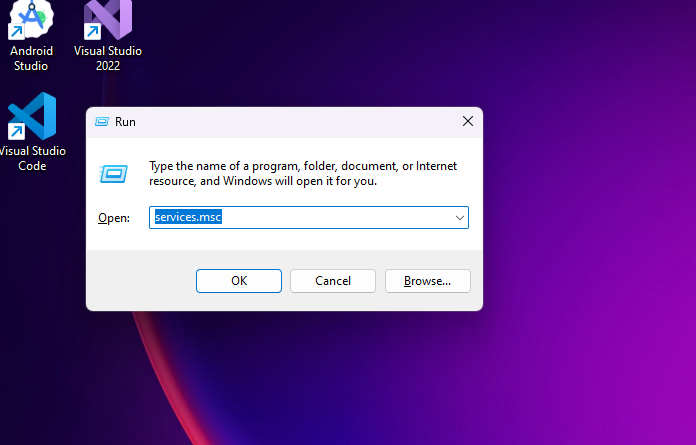 Android
Studio
Visual Studio
2022
Visual Studio
Code
Run
Type the name of a program, folder, document, or Internet
resource, and Windows will open it for you.
Open:
services.msc
OK
Cancel
Browse...